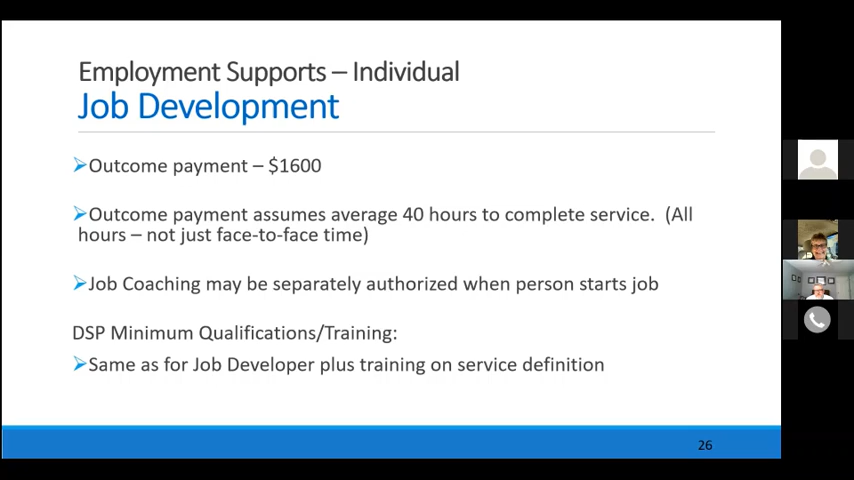 Employment Supports – Individual
Job Development
➢Outcome payment – $1600
➢Outcome payment assumes average 40 hours to complete service. (All
hours – not just face-to-face time)
➢Job Coaching may be separately authorized when person starts job
DSP Minimum Qualifications/Training:
➢Same as for Job Developer plus training on service definition
26